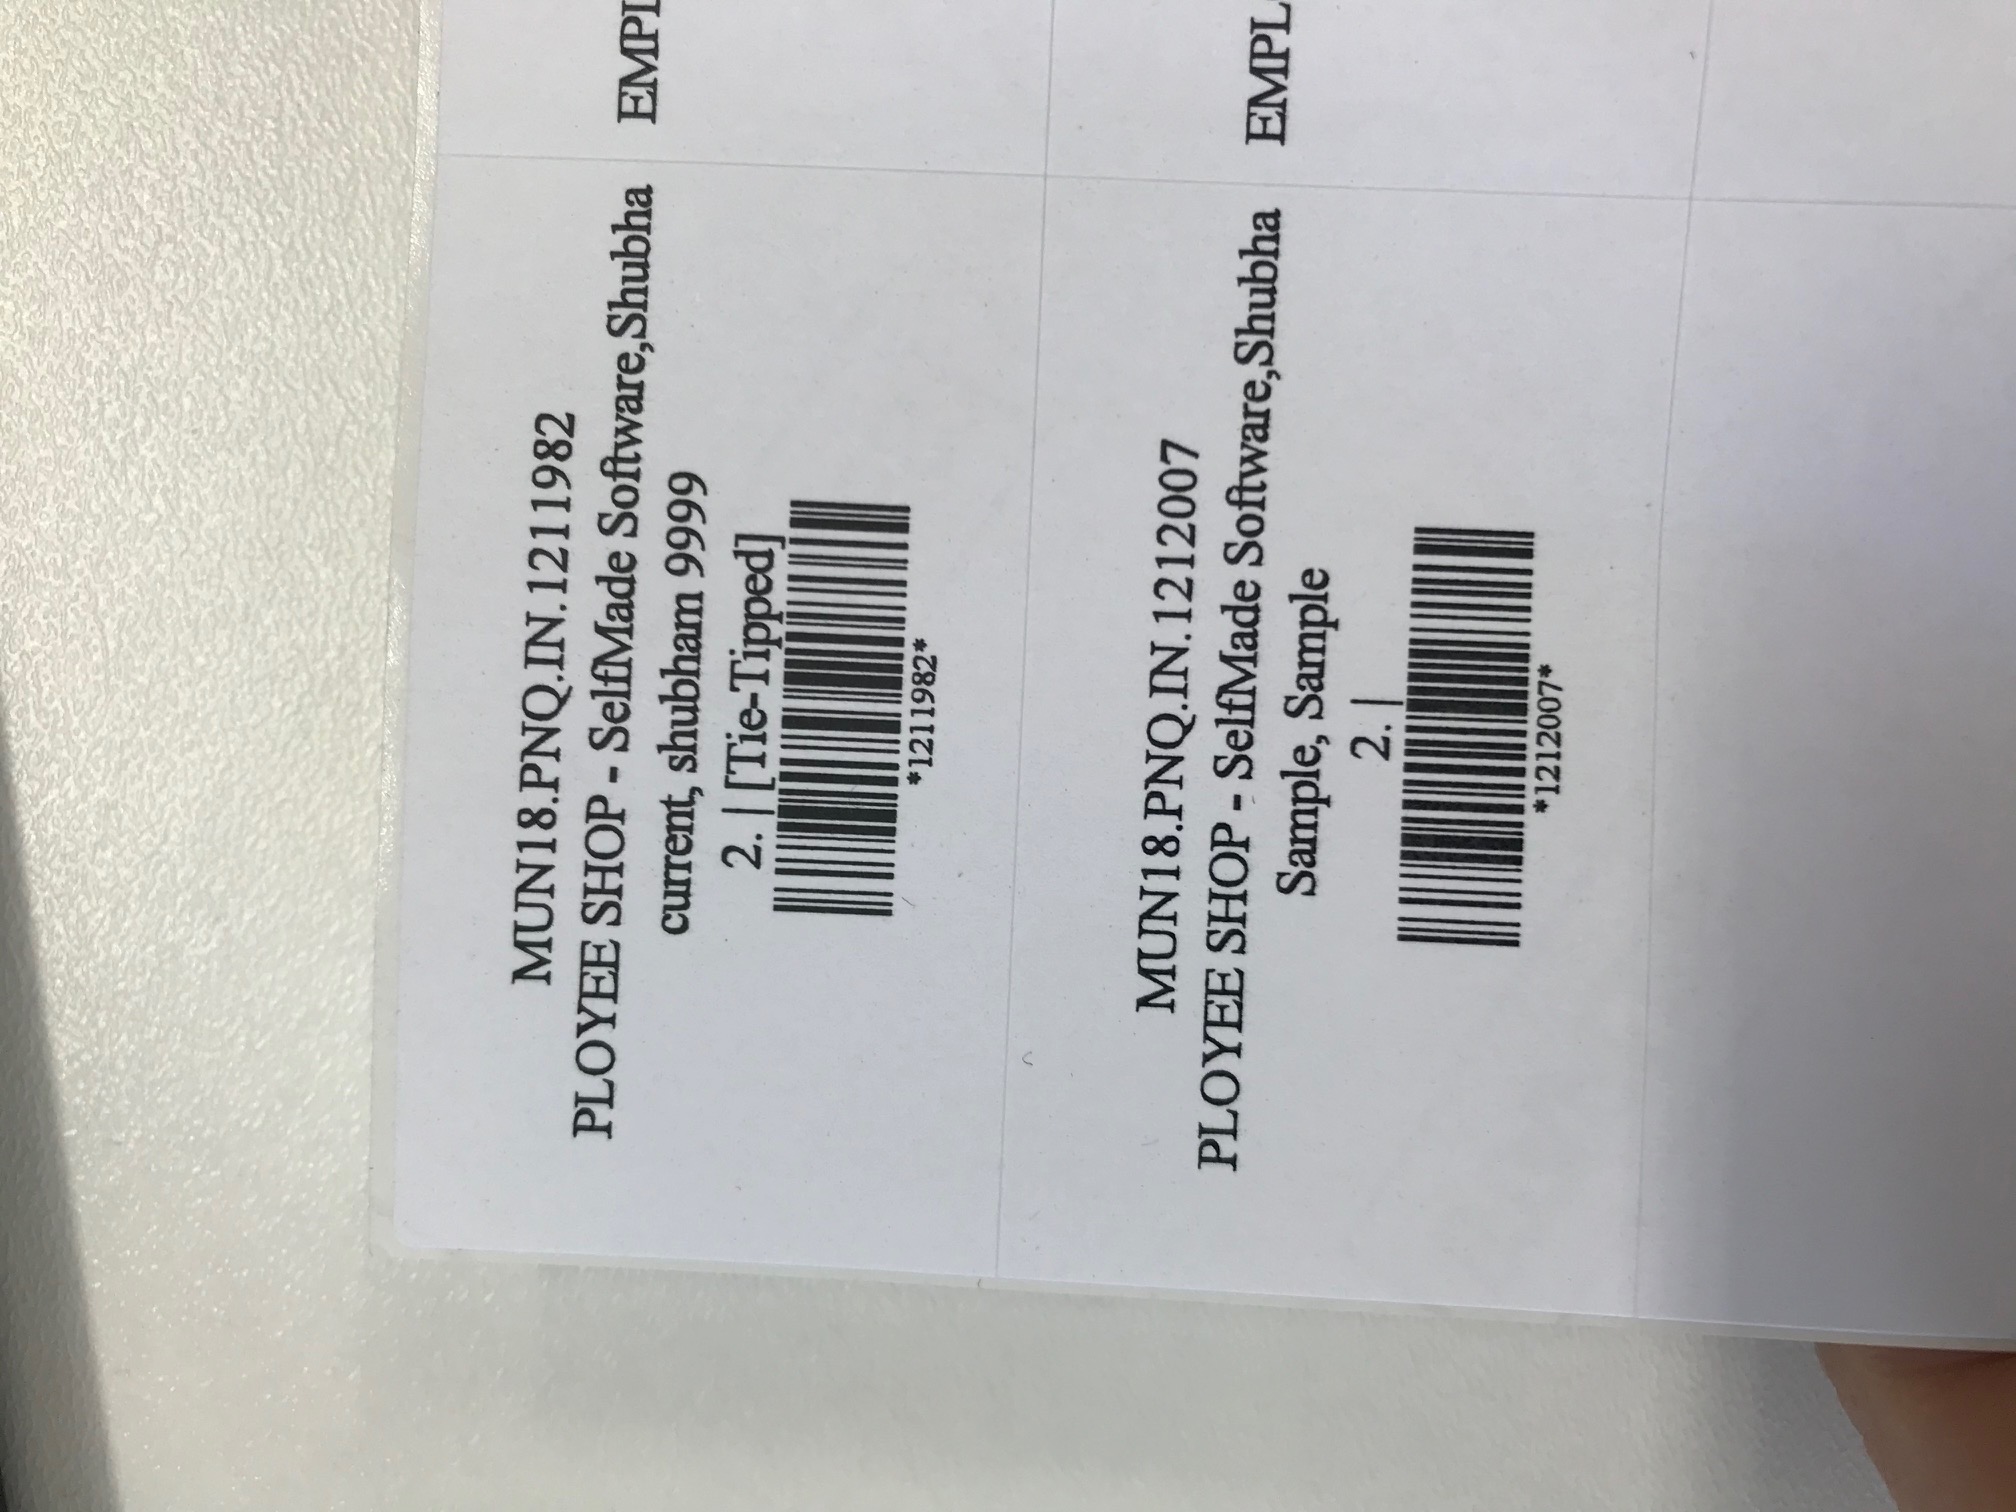 MUN18.PNQ.IN.1211982
PLOYEE SHOP - SelfMade Software,Shubha
current, shubham 9999
2. | [Tie-Tipped]
*1211982*
EMPL
MUN18.PNQ.IN.1212007
PLOYEE SHOP - SelfMade Software,Shubha
Sample, Sample
2. |
*1212007*
EMPL